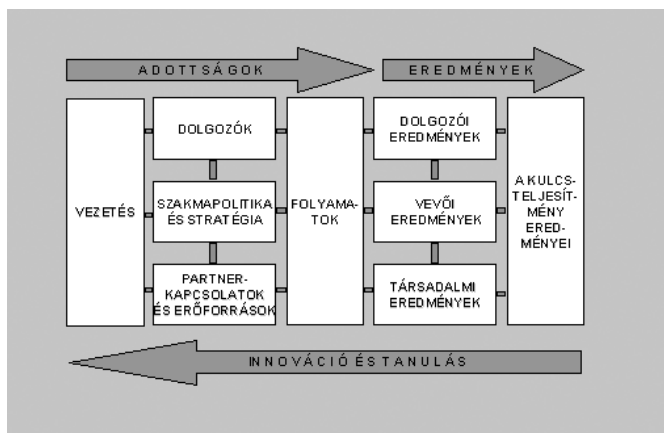 ADOTTSÁGOK
EREDMÉNYEK
VEZETÉS
DOLGOZÓK
SZAKMAPOLITIKA
ÉS STRATÉGIA
PARTNER-
KAPCSOLATOK
ÉS ERŐFORRÁSOK
FOLYAMA-
TOK
DOLGOZÓI
EREDMÉNYEK
VEVŐI
EREDMÉNYEK
TÁRSADALMI
EREDMÉNYEK
A KULCS-
TELJESÍT-
MÉNY
ERED-
MÉNYEI
INNOVÁCIÓ ÉS TANULÁS